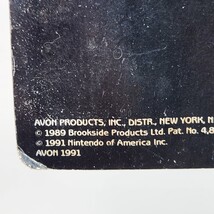 AVON PRODUCTS, INC., DISTR., NEW YORK, N
© 1989 Brookside Products Ltd. Pat. No. 4,8
© 1991 Nintendo of America Inc.
AVON 1991